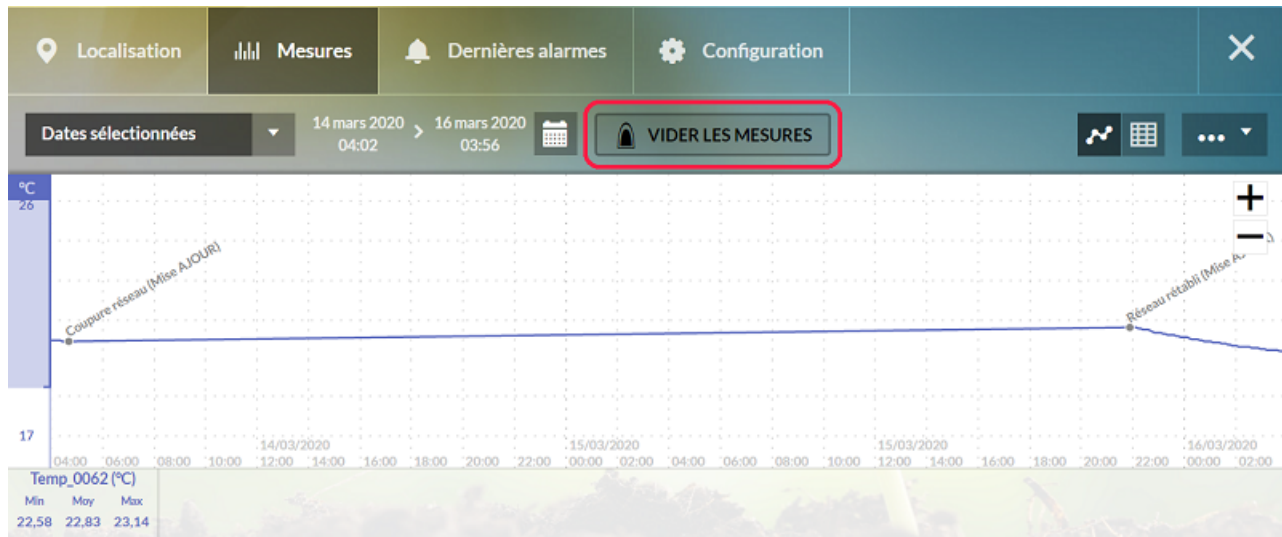 Localisation
Mesures
Dernières alarmes
Configuration
Dates sélectionnées
14 mars 2020 > 16 mars 2020
04:02 03:56
VIDER LES MESURES
°C
26
Coupure réseau (Mise AJOUR)
Réseau rétabli (Mise A
17
14/03/2020 15/03/2020 15/03/2020 16/03/2020
04:00 06:00 08:00 10:00 12:00 14:00 16:00 18:00 20:00 22:00 00:00 02:00 04:00 06:00 08:00 10:00 12:00 14:00 16:00 18:00 20:00 22:00 00:00 02:00
Temp_0062 (°C)
Min Moy Max
22,58 22,83 23,14